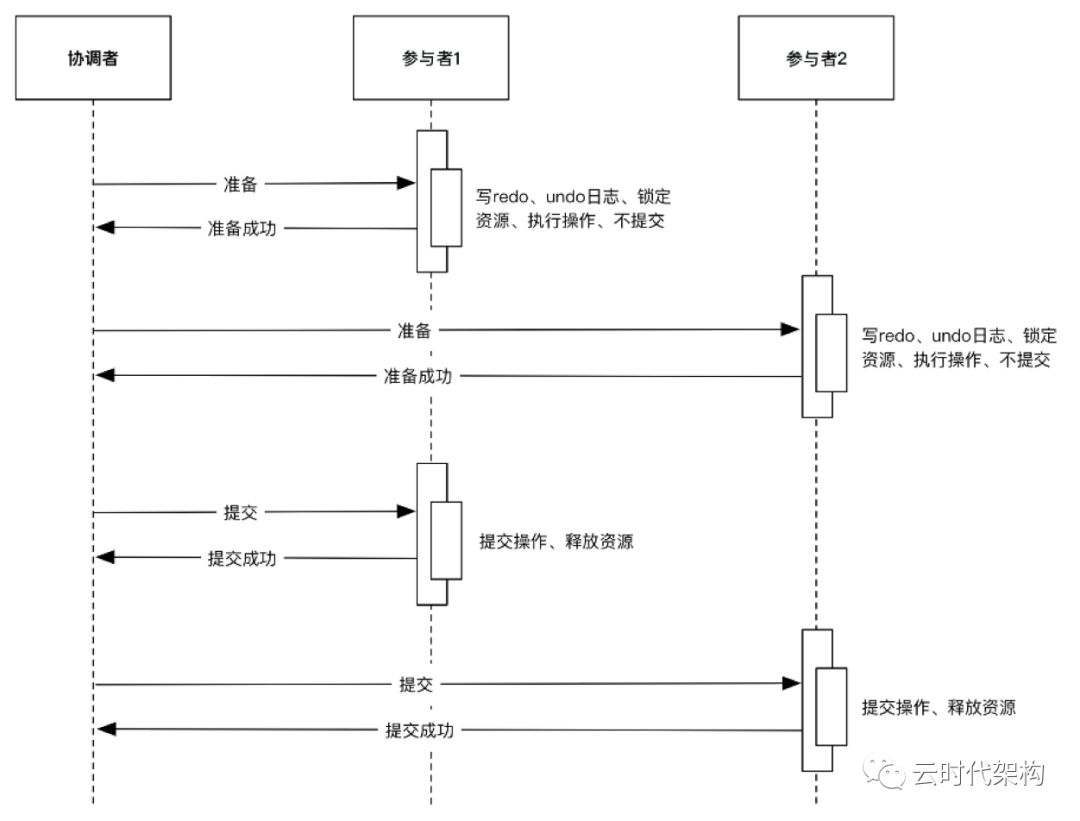 协调者
参与者1
参与者2
准备
写redo、undo日志、锁定
资源、执行操作、不提交
准备成功
准备
写redo、undo日志、锁定
资源、执行操作、不提交
准备成功
提交
提交操作、释放资源
提交成功
提交
提交操作、释放资源
提交成功
云时代架构